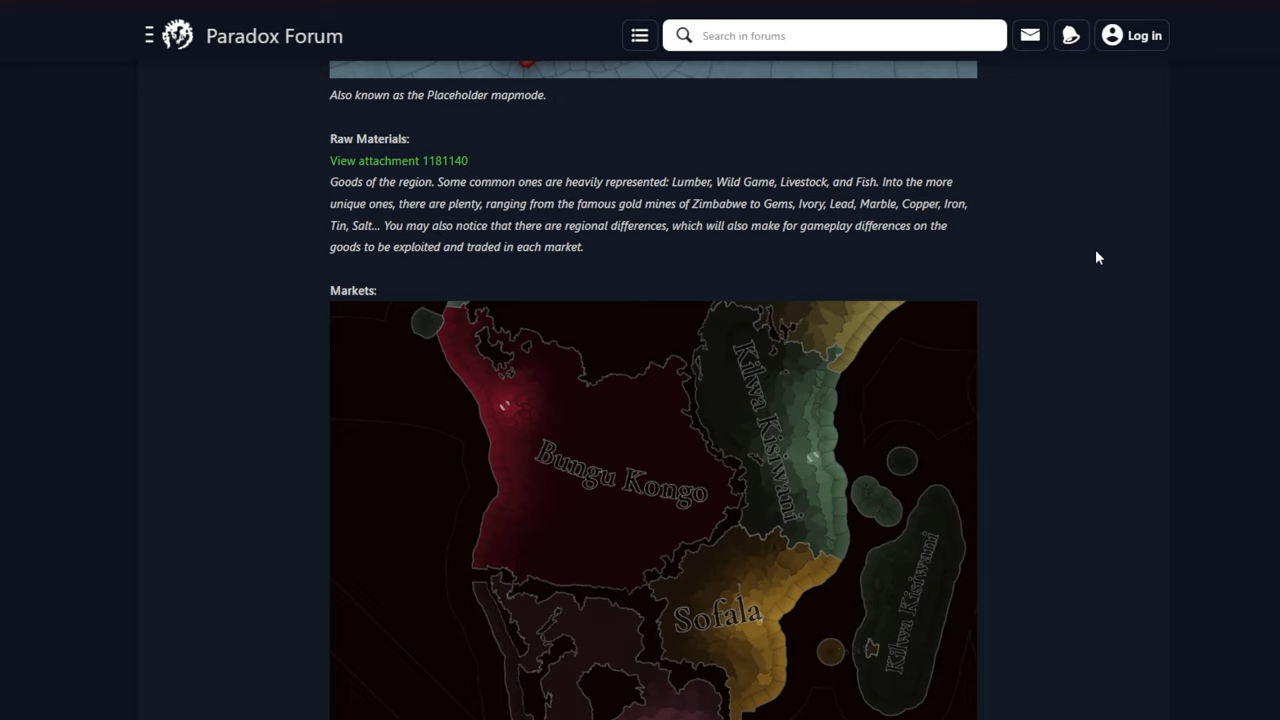 Paradox Forum
Search in forums
Log in
Also known as the Placeholder mapmode.
Raw Materials:
View attachment 1181140
Goods of the region. Some common ones are heavily represented: Lumber, Wild Game, Livestock, and Fish. Into the more
unique ones, there are plenty, ranging from the famous gold mines of Zimbabwe to Gems, Ivory, Lead, Marble, Copper, Iron,
Tin, Salt... You may also notice that there are regional differences, which will also make for gameplay differences on the
goods to be exploited and traded in each market.
Markets:
Kilwa Kisiwani
Bungu Kongo
Sofala
Kilwa Kisiwani